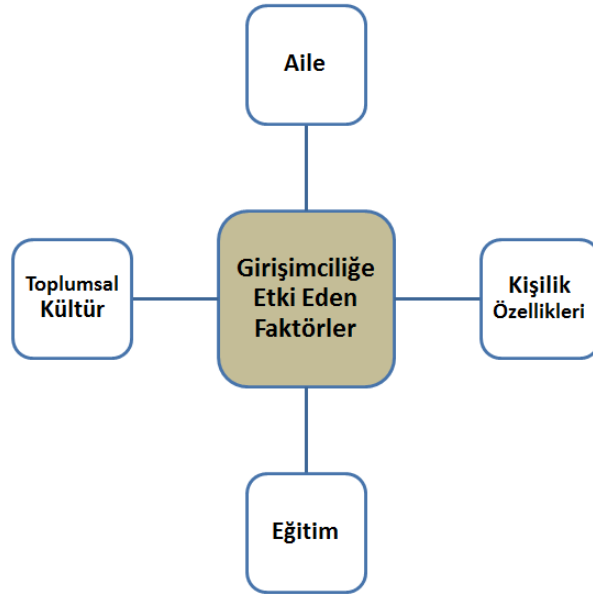 Aile
Toplumsal
Kültür
Girişimciliğe
Etki Eden
Faktörler
Kişilik
Özellikleri
Eğitim